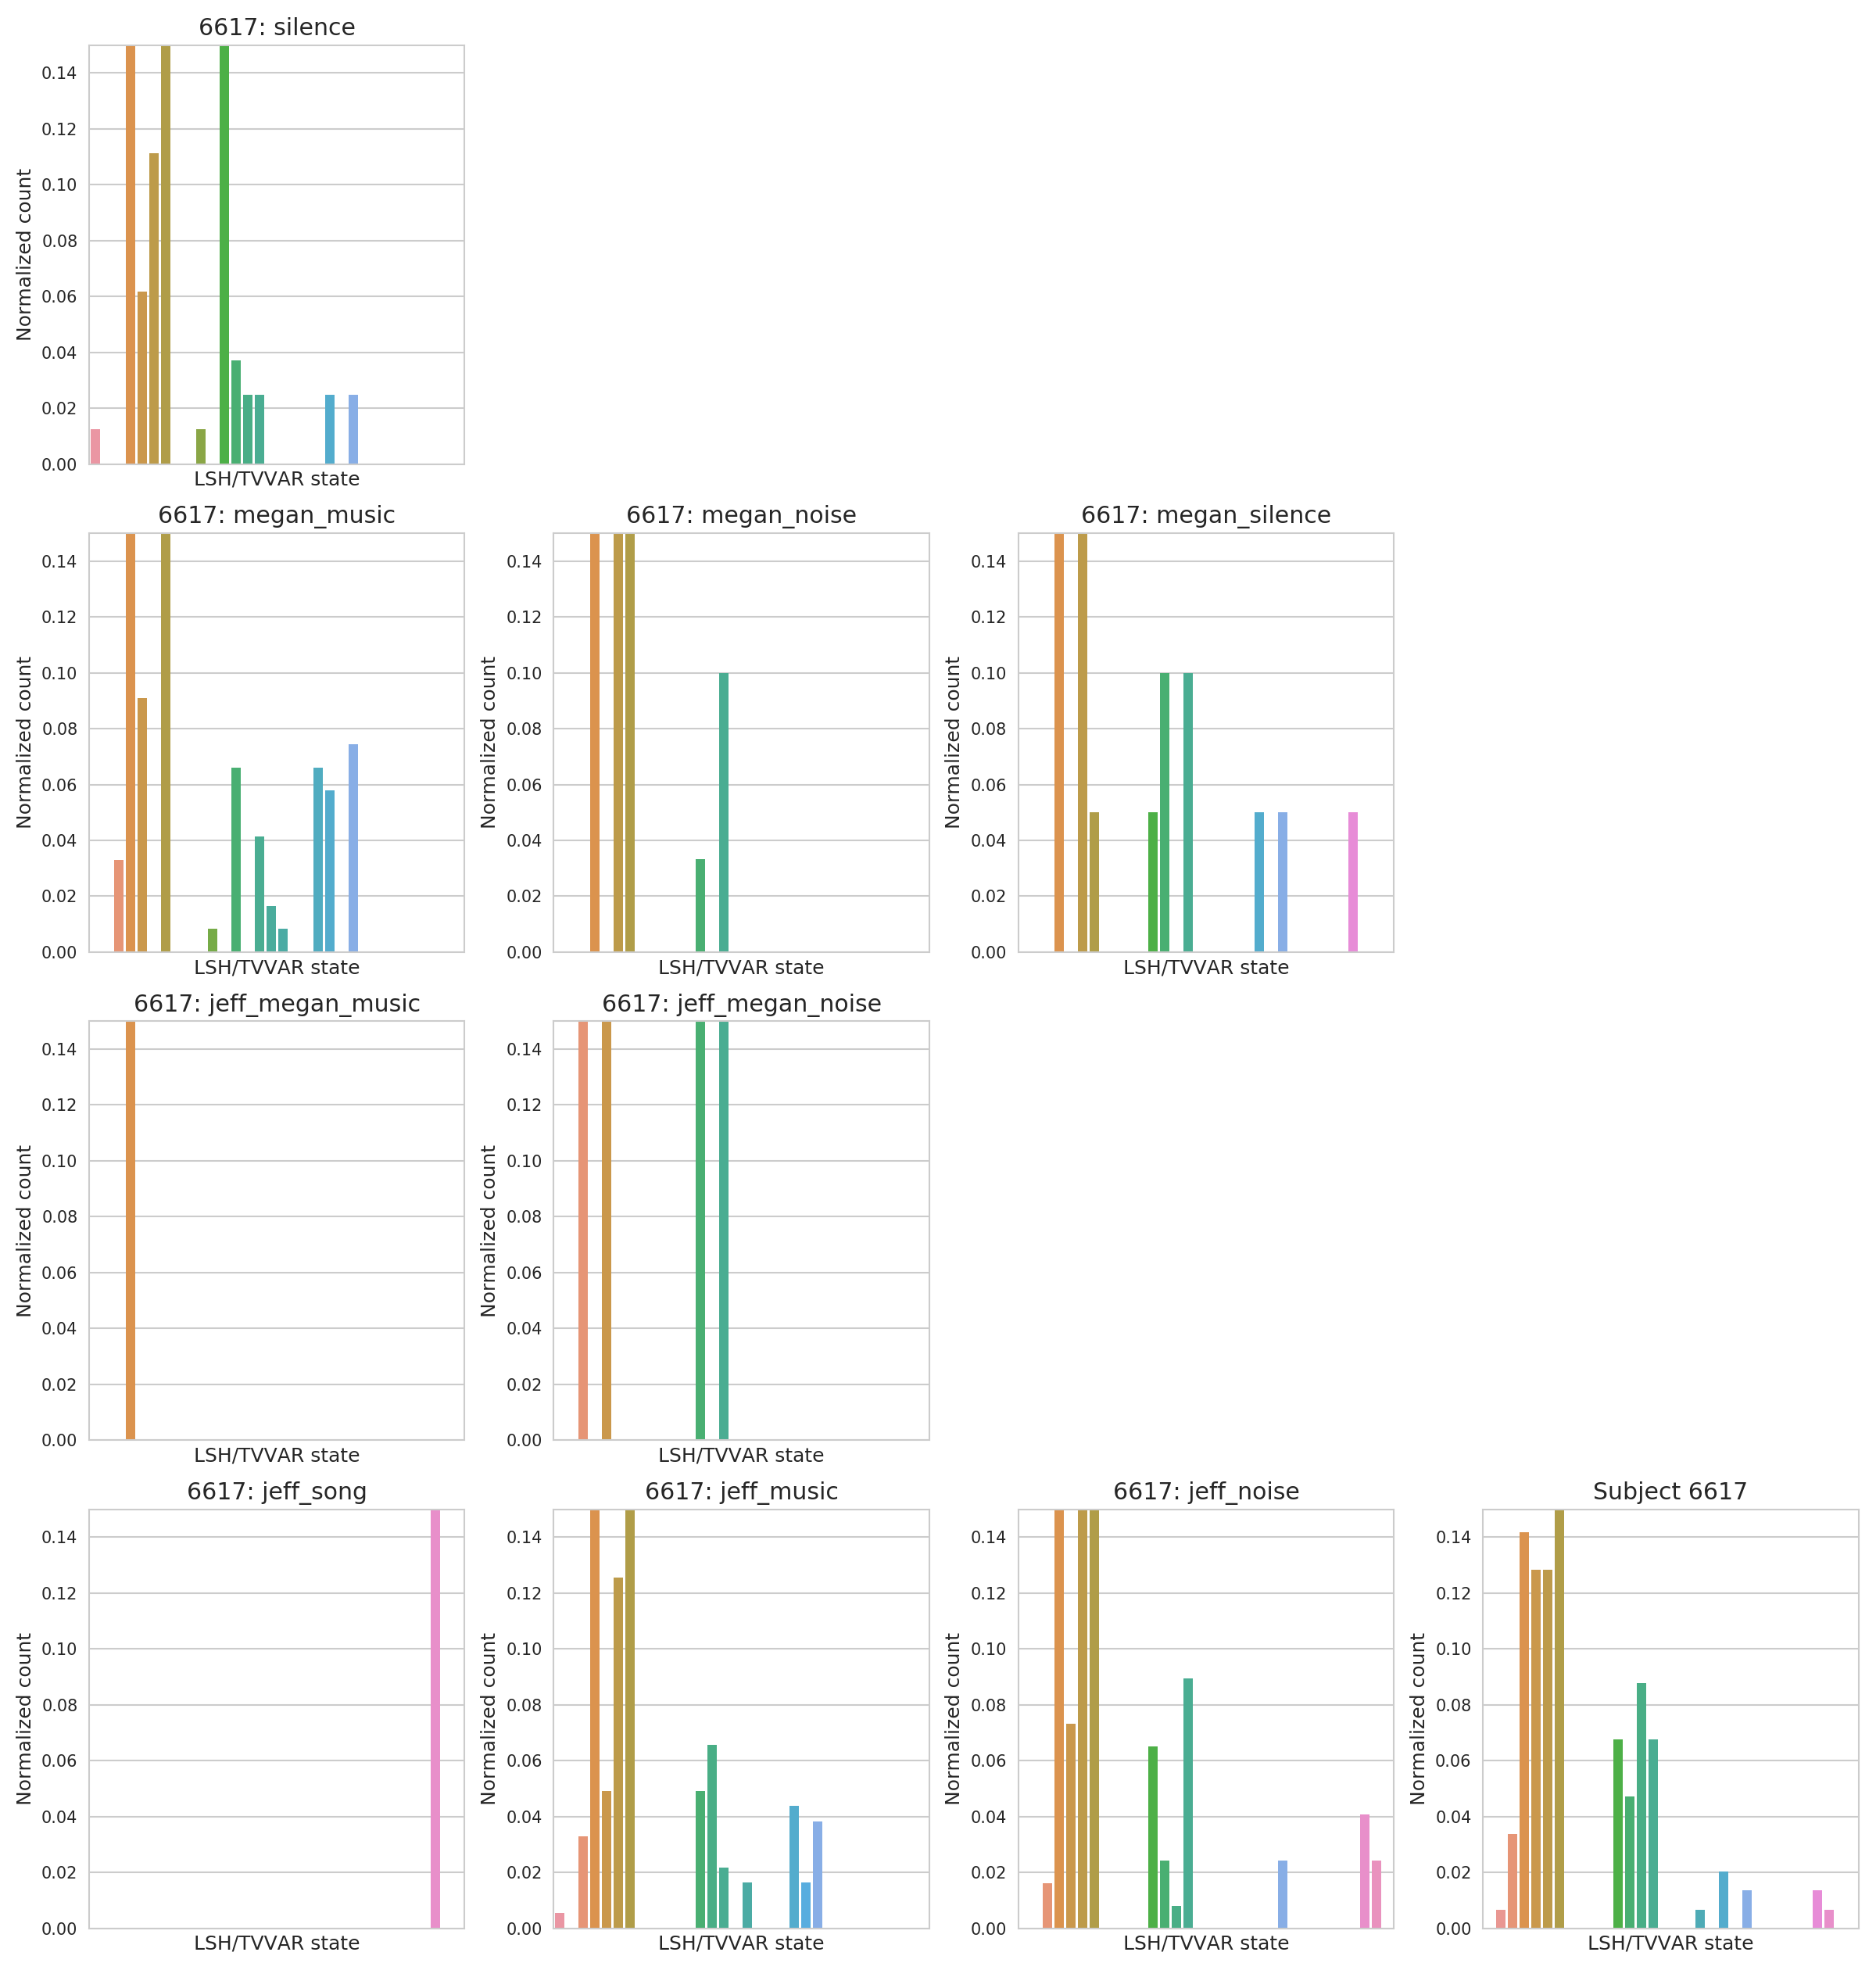 6617: silence
0.14
0.12
0.10
0.08
0.06
0.04
0.02
0.00
Normalized count
LSH/TVVAR state
6617: megan_music
0.14
0.12
0.10
0.08
0.06
0.04
0.02
0.00
Normalized count
LSH/TVVAR state
6617: megan_noise
0.14
0.12
0.10
0.08
0.06
0.04
0.02
0.00
Normalized count
LSH/TVVAR state
6617: megan_silence
0.14
0.12
0.10
0.08
0.06
0.04
0.02
0.00
Normalized count
LSH/TVVAR state
6617: jeff_megan_music
0.14
0.12
0.10
0.08
0.06
0.04
0.02
0.00
Normalized count
LSH/TVVAR state
6617: jeff_megan_noise
0.14
0.12
0.10
0.08
0.06
0.04
0.02
0.00
Normalized count
LSH/TVVAR state
6617: jeff_song
0.14
0.12
0.10
0.08
0.06
0.04
0.02
0.00
Normalized count
LSH/TVVAR state
6617: jeff_music
0.14
0.12
0.10
0.08
0.06
0.04
0.02
0.00
Normalized count
LSH/TVVAR state
6617: jeff_noise
0.14
0.12
0.10
0.08
0.06
0.04
0.02
0.00
Normalized count
LSH/TVVAR state
Subject 6617
0.14
0.12
0.10
0.08
0.06
0.04
0.02
0.00
Normalized count
LSH/TVVAR state